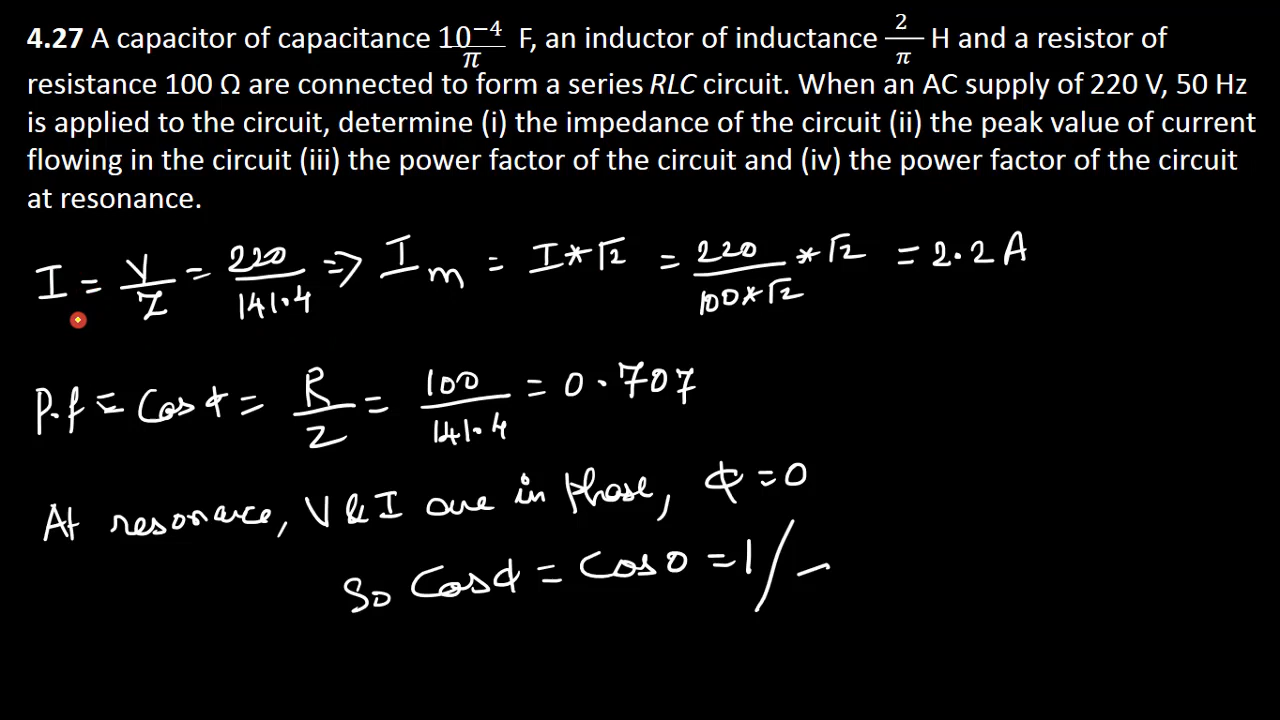 4.27 A capacitor of capacitance 10⁻⁴/π F, an inductor of inductance 2/π H and a resistor of
resistance 100 Ω are connected to form a series RLC circuit. When an AC supply of 220 V, 50 Hz
is applied to the circuit, determine (i) the impedance of the circuit (ii) the peak value of current
flowing in the circuit (iii) the power factor of the circuit and (iv) the power factor of the circuit
at resonance.
I = V/Z = 220/141.4 => I_m = I*√2 = 220/(100*√2) *√2 = 2.2 A
P.f = Cos ϕ = R/Z = 100/141.4 = 0.707
At resonance, V & I are in phase, ϕ = 0
So Cos ϕ = Cos 0 = 1